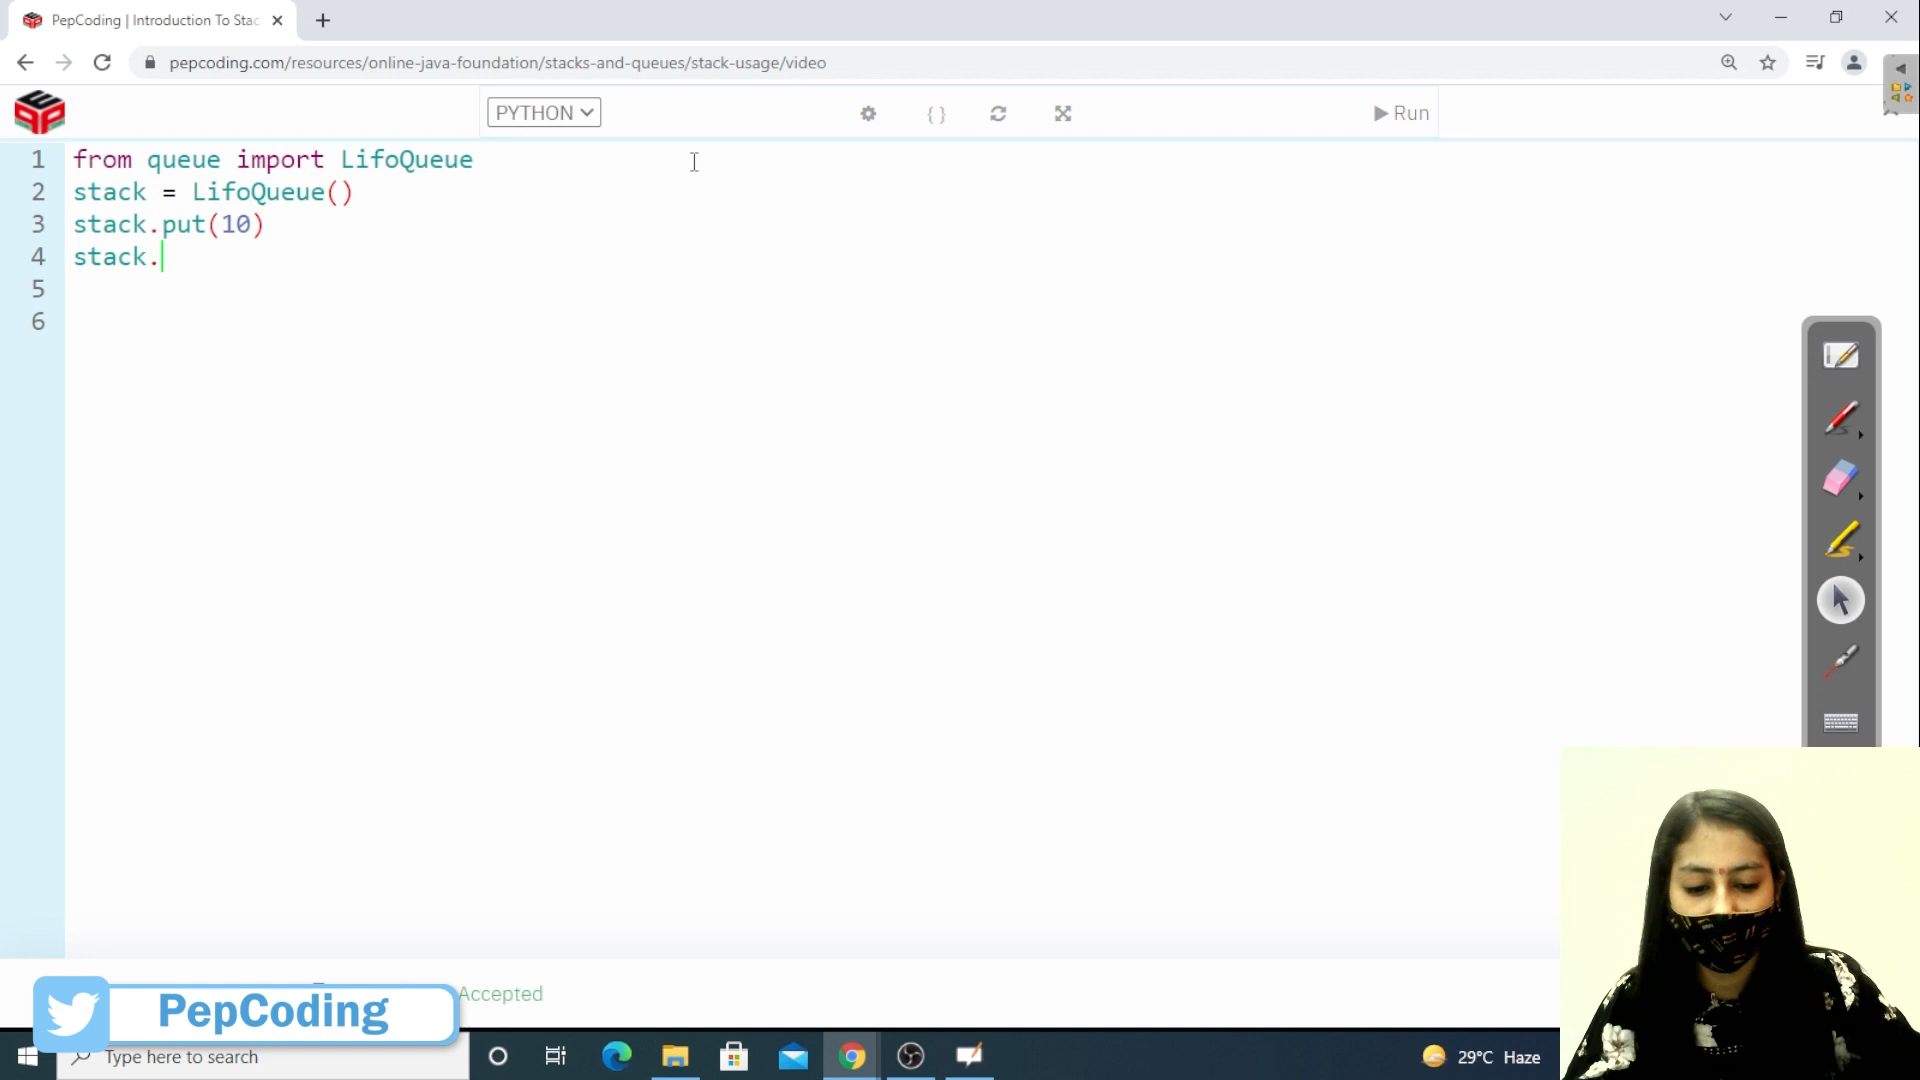 PepCoding | Introduction To Stac
pepcoding.com/resources/online-java-foundation/stacks-and-queues/stack-usage/video
PYTHON
{ }
Run
1 from queue import LifoQueue
2 stack = LifoQueue()
3 stack.put(10)
4 stack.
5
6
Accepted
PepCoding
Type here to search
29°C Haze